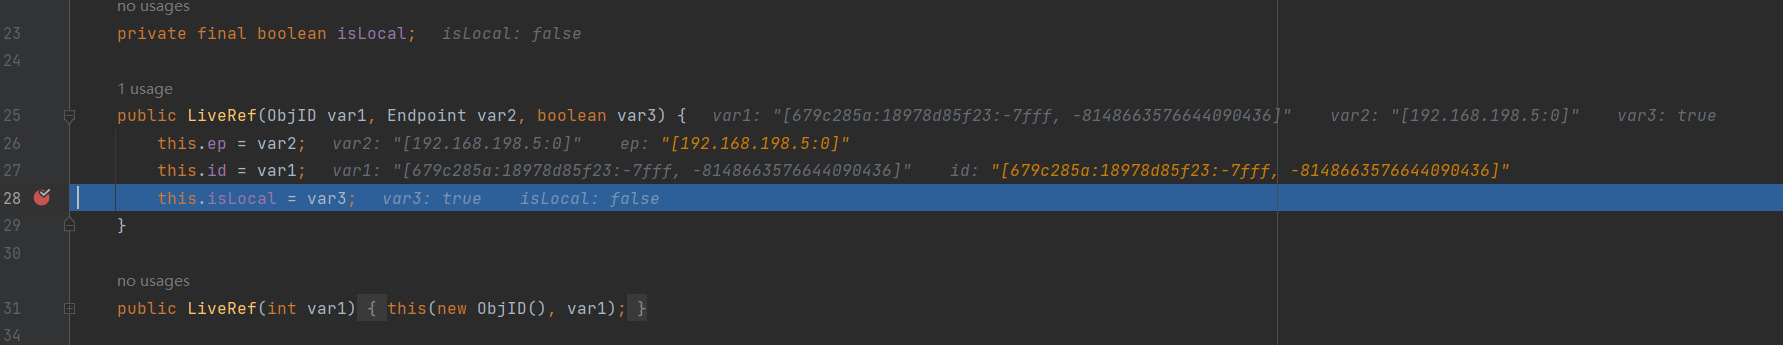 no usages
23 private final boolean isLocal; isLocal: false
24
1 usage
25 public LiveRef(ObjID var1, Endpoint var2, boolean var3) { var1: "[679c285a:18978d85f23:-7fff, -8148663576644090436]" var2: "[192.168.198.5:0]" var3: true
26 this.ep = var2; var2: "[192.168.198.5:0]" ep: "[192.168.198.5:0]"
27 this.id = var1; var1: "[679c285a:18978d85f23:-7fff, -8148663576644090436]" id: "[679c285a:18978d85f23:-7fff, -8148663576644090436]"
28 this.isLocal = var3; var3: true isLocal: false
29 }
30
no usages
31 public LiveRef(int var1) { this(new ObjID(), var1); }
34